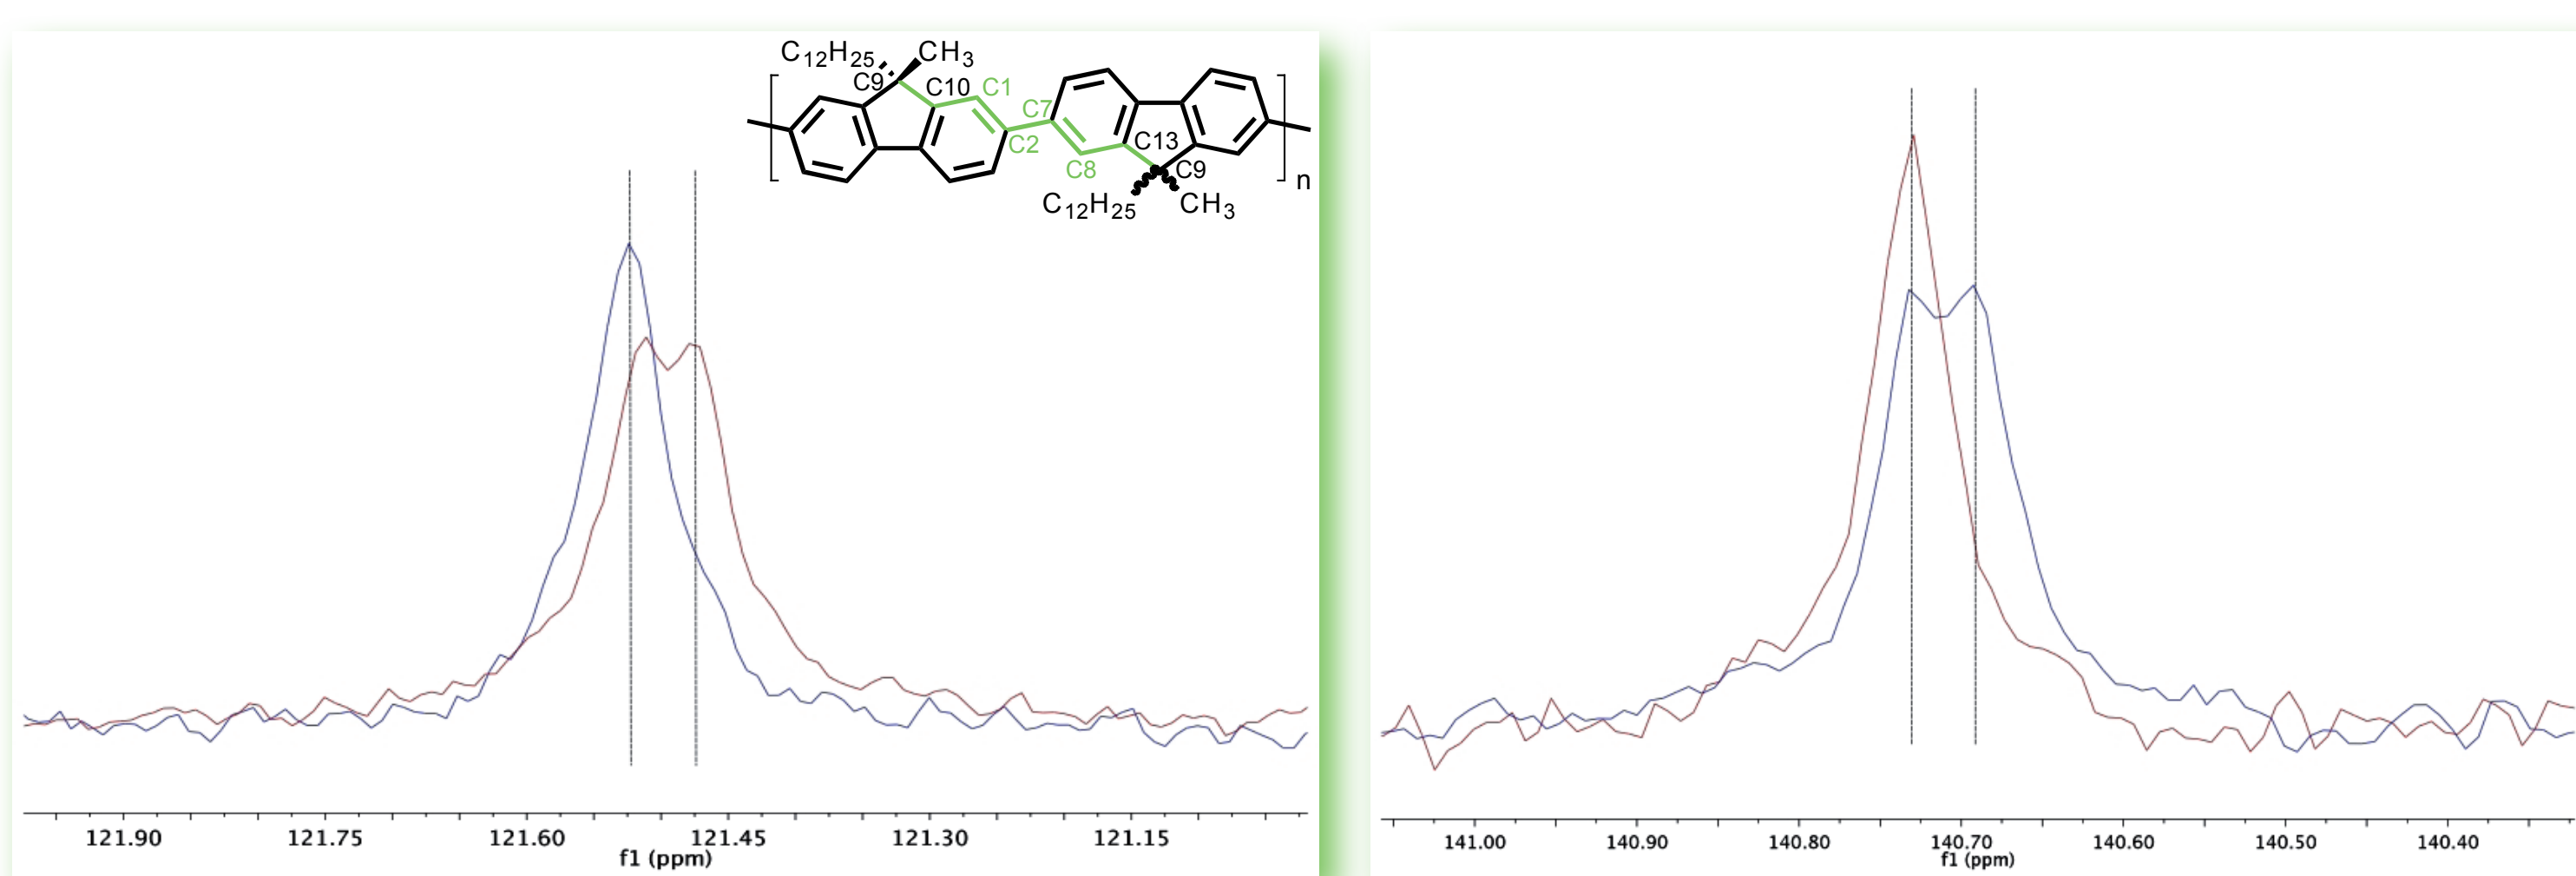 C12H25 CH3
C9 C10 C1
C7
C2 C13
C8 C9
n
C12H25 CH3
121.90 121.75 121.60 121.45 121.30 121.15
f1 (ppm)
141.00 140.90 140.80 140.70 140.60 140.50 140.40
f1 (ppm)